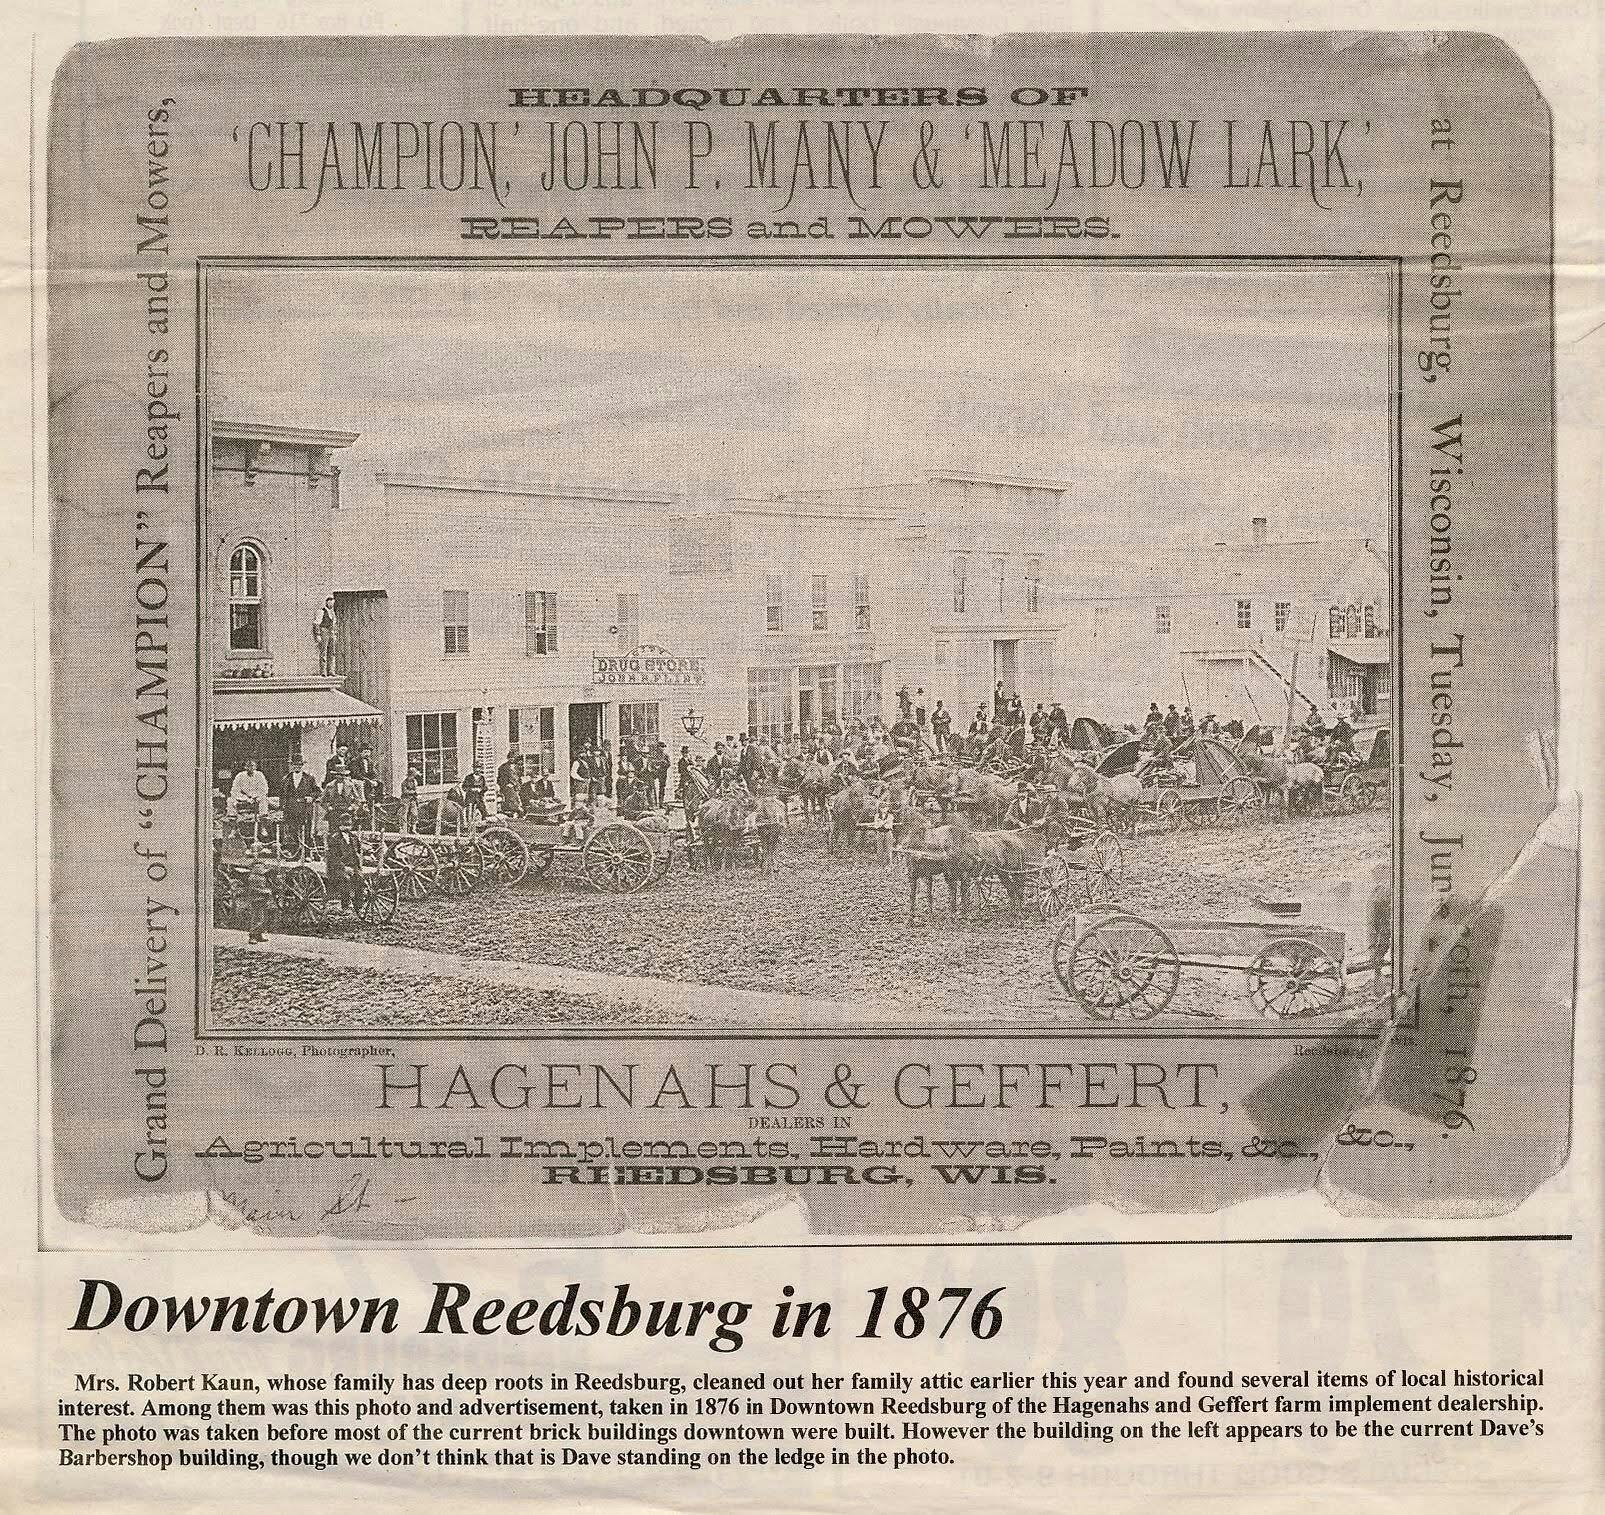 HEADQUARTERS OF
'CHAMPION,' JOHN P. MANY & 'MEADOW LARK,'
REAPERS and MOWERS.
Grand Delivery of "CHAMPION" Reapers and Mowers,
at Reedsburg, Wisconsin, Tuesday, Jun 0th, 1876.
DRUG STORE
JOHN R. FLINT
D. R. KELLOGG, Photographer,
Reedsburg, Wis.
HAGENAHS & GEFFERT,
DEALERS IN
Agricultural Implements, Hardware, Paints, &c., &c.,
REEDSBURG, WIS.
Main St –
Downtown Reedsburg in 1876
Mrs. Robert Kaun, whose family has deep roots in Reedsburg, cleaned out her family attic earlier this year and found several items of local historical
interest. Among them was this photo and advertisement, taken in 1876 in Downtown Reedsburg of the Hagenahs and Geffert farm implement dealership.
The photo was taken before most of the current brick buildings downtown were built. However the building on the left appears to be the current Dave's
Barbershop building, though we don't think that is Dave standing on the ledge in the photo.